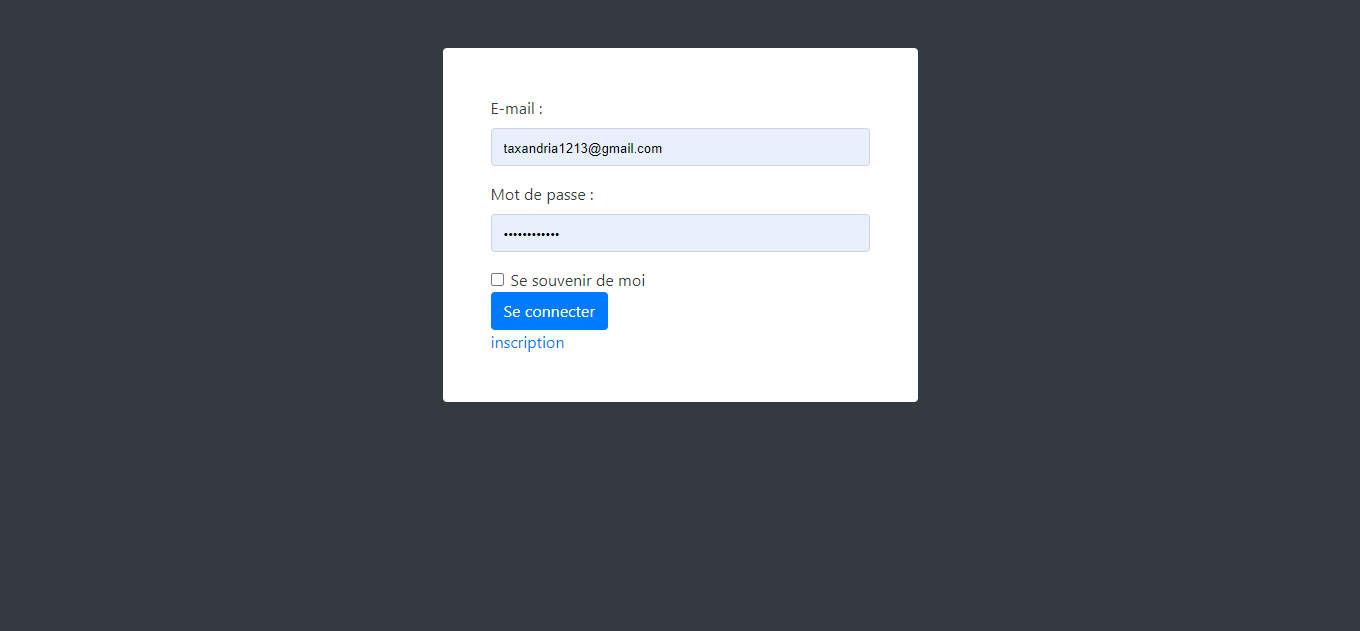 E-mail :
taxandria1213@gmail.com
Mot de passe :
••••••••••••
Se souvenir de moi
Se connecter
inscription